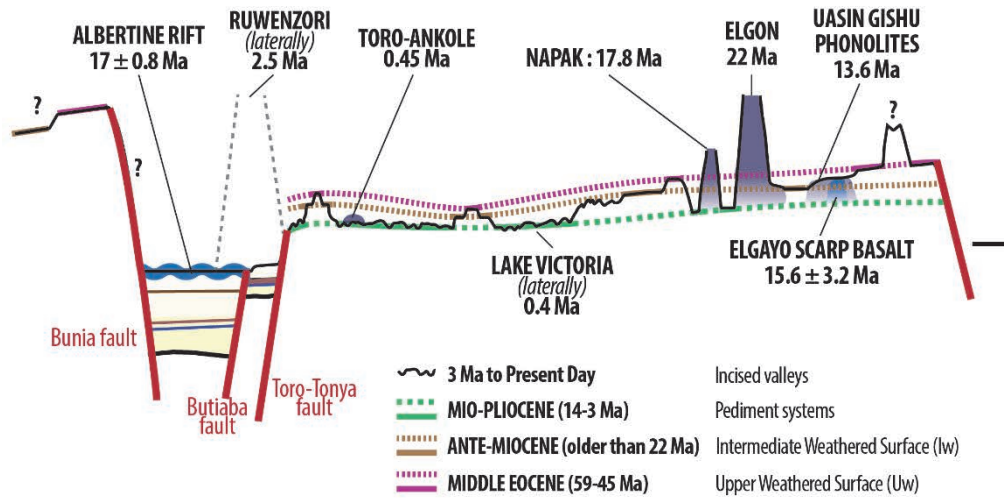 ALBERTINE RIFT
17 ± 0.8 Ma
RUWENZORI
(laterally)
2.5 Ma
TORO-ANKOLE
0.45 Ma
NAPAK : 17.8 Ma
ELGON
22 Ma
UASIN GISHU
PHONOLITES
13.6 Ma
?
?
?
LAKE VICTORIA
(laterally)
0.4 Ma
ELGAYO SCARP BASALT
15.6 ± 3.2 Ma
Bunia fault
Butiaba
fault
Toro-Tonya
fault
3 Ma to Present Day Incised valleys
MIO-PLIOCENE (14-3 Ma) Pediment systems
ANTE-MIOCENE (older than 22 Ma) Intermediate Weathered Surface (Iw)
MIDDLE EOCENE (59-45 Ma) Upper Weathered Surface (Uw)